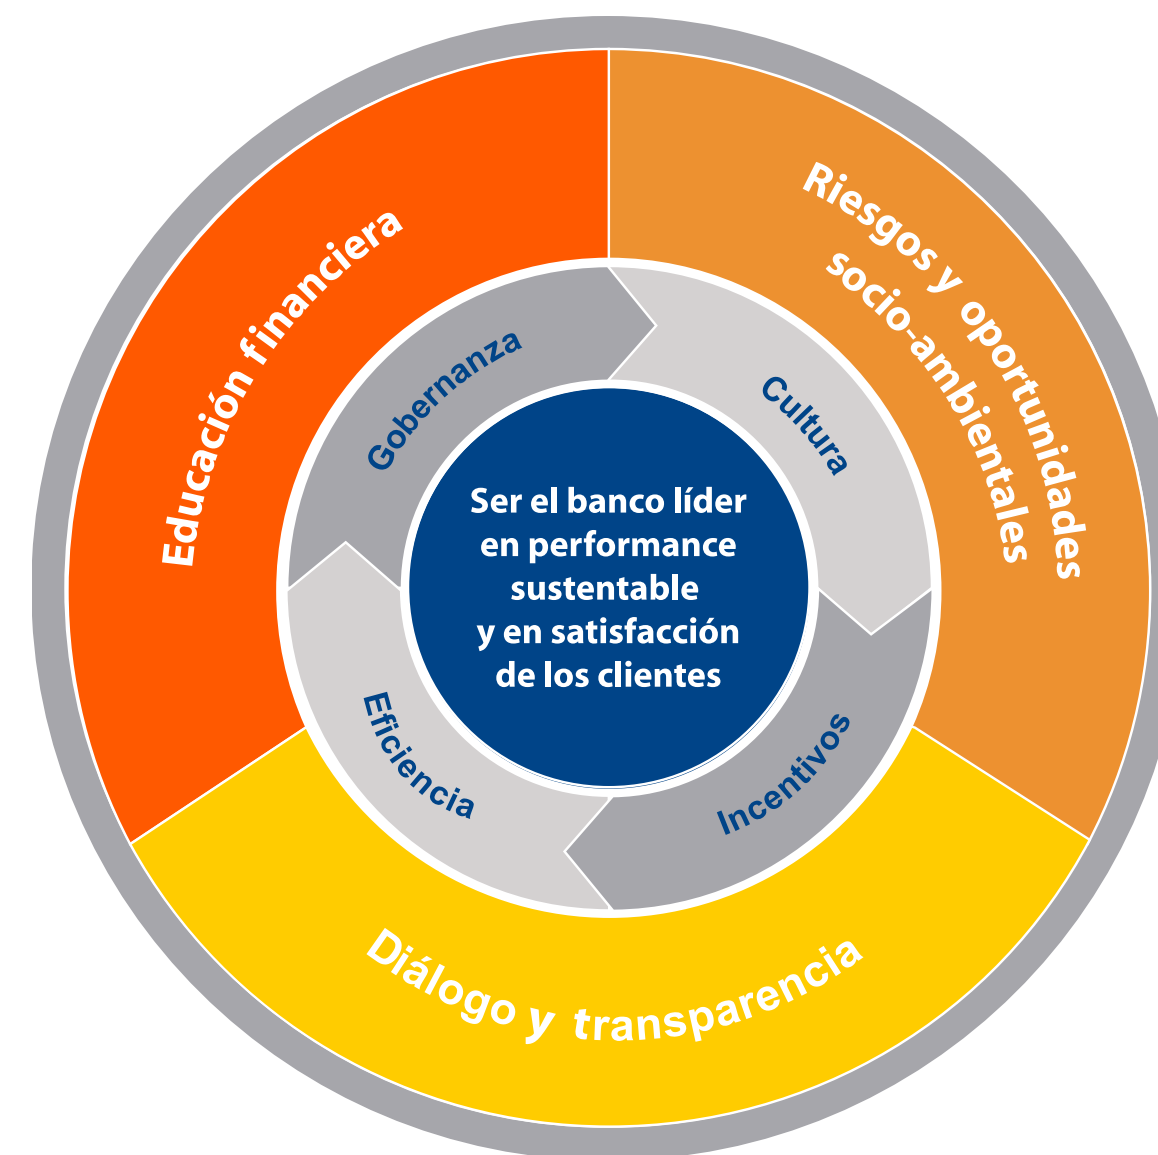 Educación financiera
Riesgos y oportunidades
socio-ambientales
Gobernanza
Cultura
Ser el banco líder
en performance
sustentable
y en satisfacción
de los clientes
Eficiencia
Incentivos
Diálogo y transparencia